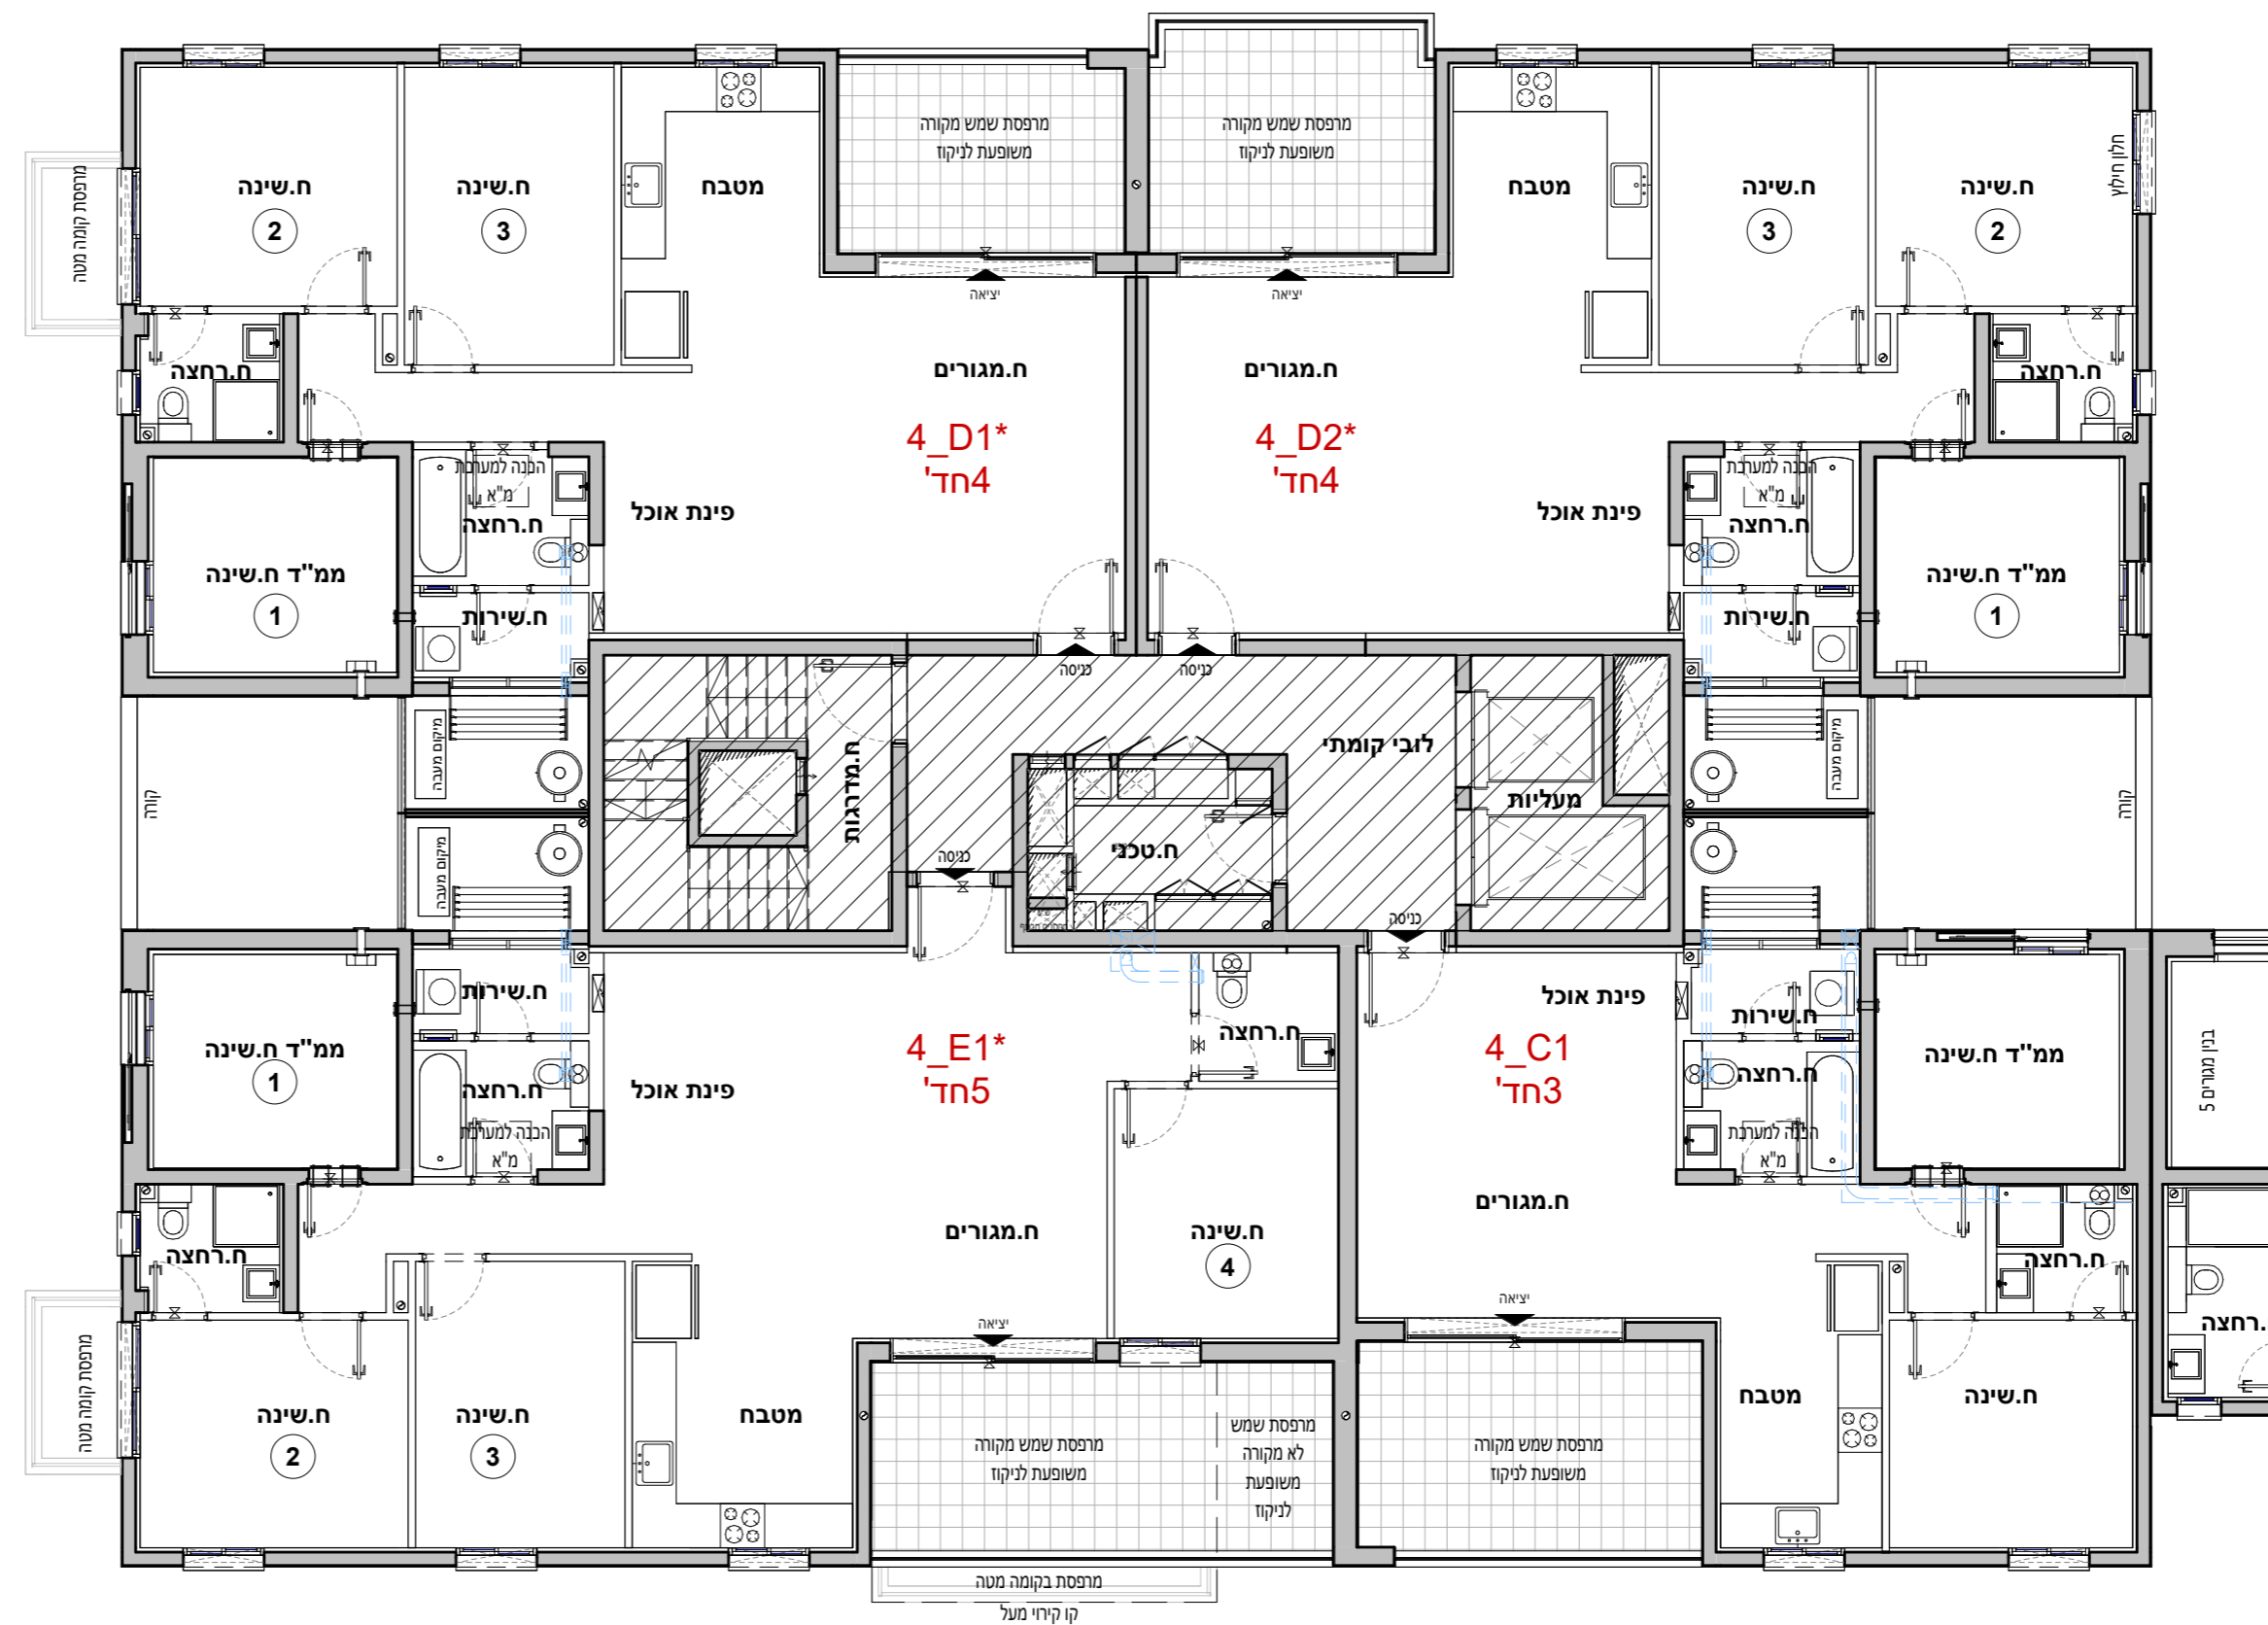 מרפסת שמש מקורה
משופעת לניקוז
מרפסת שמש מקורה
משופעת לניקוז
מרפסת קומה מטה
ח.שינה
2
ח.שינה
3
מטבח
מטבח
ח.שינה
3
ח.שינה
2
חלון חילוץ
יציאה
יציאה
ח.רחצה
ח.מגורים
ח.מגורים
ח.רחצה
4_D1*
4חד'
4_D2*
4חד'
הכנה למערכת
מ"א
ח.רחצה
פינת אוכל
פינת אוכל
הכנה למערכת
מ"א
ח.רחצה
ממ"ד ח.שינה
1
ח.שירות
ח.שירות
ממ"ד ח.שינה
1
כניסה
כניסה
מיקום מעבה
ח.מדרגות
לובי קומתי
מעליות
מיקום מעבה
קורה
קורה
מיקום מעבה
ח.טכני
כניסה
כניסה
ח.שירות
פינת אוכל
ח.שירות
ח.רחצה
ממ"ד ח.שינה
1
4_E1*
5חד'
4_C1
3חד'
ממ"ד ח.שינה
בנין מגורים 5
ח.רחצה
הכנה למערכת
מ"א
פינת אוכל
ח.רחצה
הכנה למערכת
מ"א
ח.רחצה
ח.מגורים
ח.שינה
4
ח.מגורים
ח.רחצה
יציאה
יציאה
מרפסת קומה מטה
ח.שינה
2
ח.שינה
3
מטבח
מרפסת שמש מקורה
משופעת לניקוז
מרפסת שמש
לא מקורה
משופעת
לניקוז
מרפסת שמש מקורה
משופעת לניקוז
מטבח
ח.שינה
ח.רחצה
מרפסת בקומה מטה
קו קירוי מעל